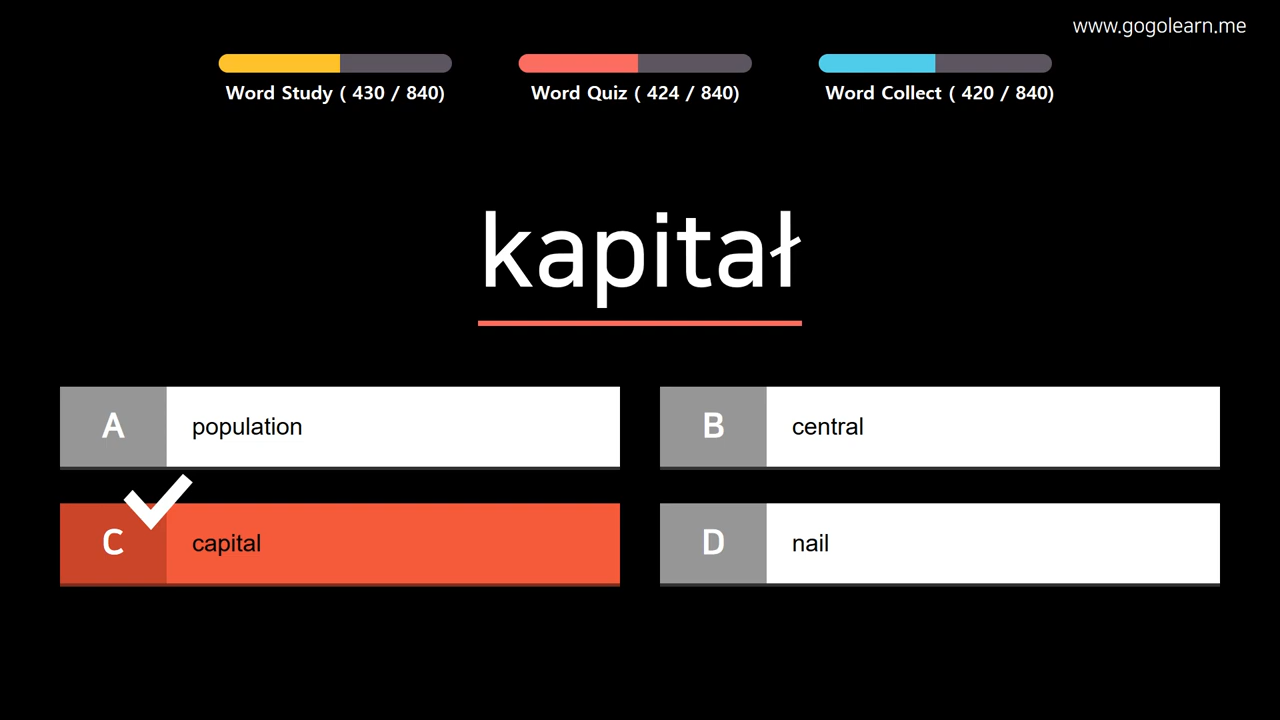 www.gogolearn.me
Word Study ( 430 / 840)
Word Quiz ( 424 / 840)
Word Collect ( 420 / 840)
kapitał
A population
B central
C capital
D nail